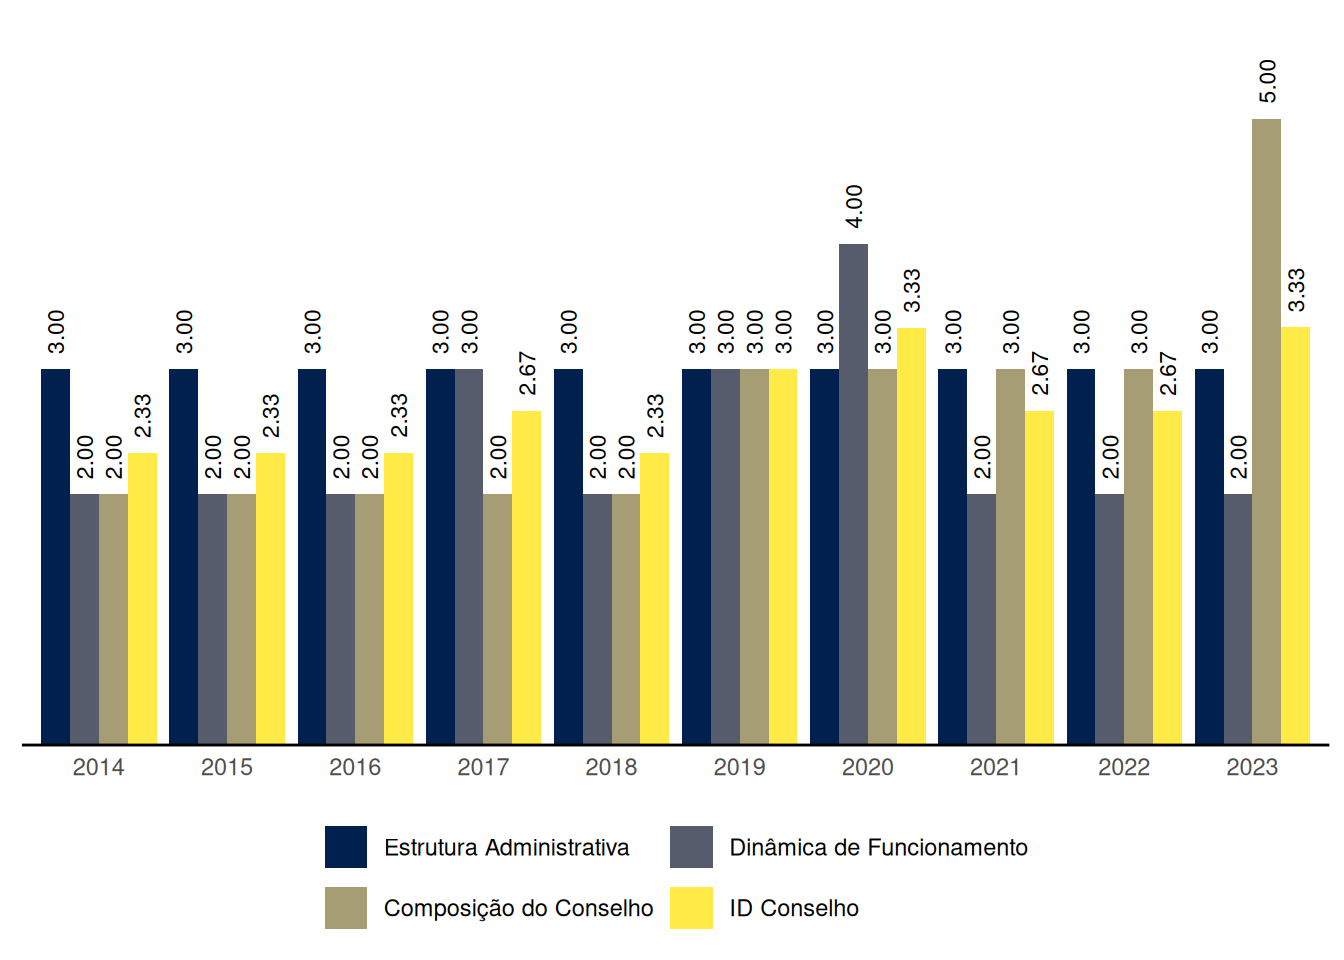 3.00 2.00 2.00 2.33 3.00 2.00 2.00 2.33 3.00 2.00 2.00 2.33 3.00 3.00 2.00 2.67 3.00 2.00 2.00 2.33 3.00 3.00 3.00 3.00 3.00 4.00 3.00 3.33 3.00 2.00 3.00 2.67 3.00 2.00 3.00 2.67 3.00 2.00 5.00 3.33
2014 2015 2016 2017 2018 2019 2020 2021 2022 2023
Estrutura Administrativa Dinâmica de Funcionamento
Composição do Conselho ID Conselho